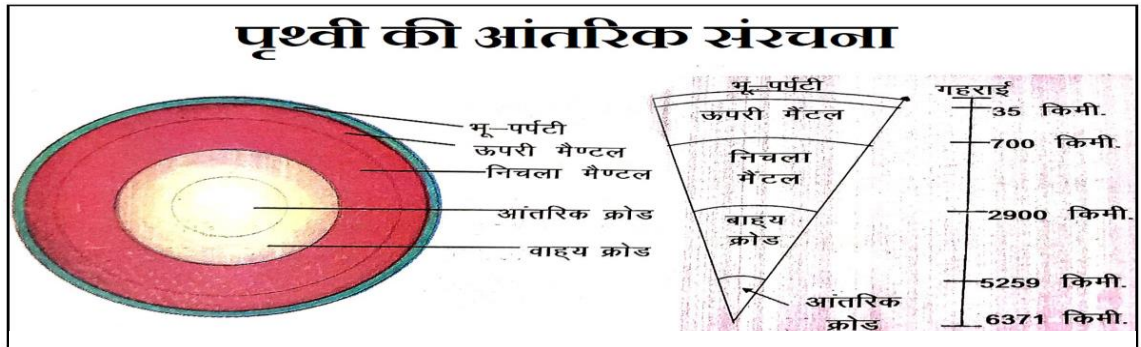 पृथ्वी की आंतरिक संरचना
भू–पर्पटी
ऊपरी मैण्टल
निचला मैण्टल
आंतरिक क्रोड
वाह्य क्रोड
भू–पर्पटी
ऊपरी मैंटल
निचला
मैंटल
बाह्य
क्रोड
आंतरिक
क्रोड
गहराई
35 किमी.
700 किमी.
2900 किमी.
5259 किमी.
6371 किमी.